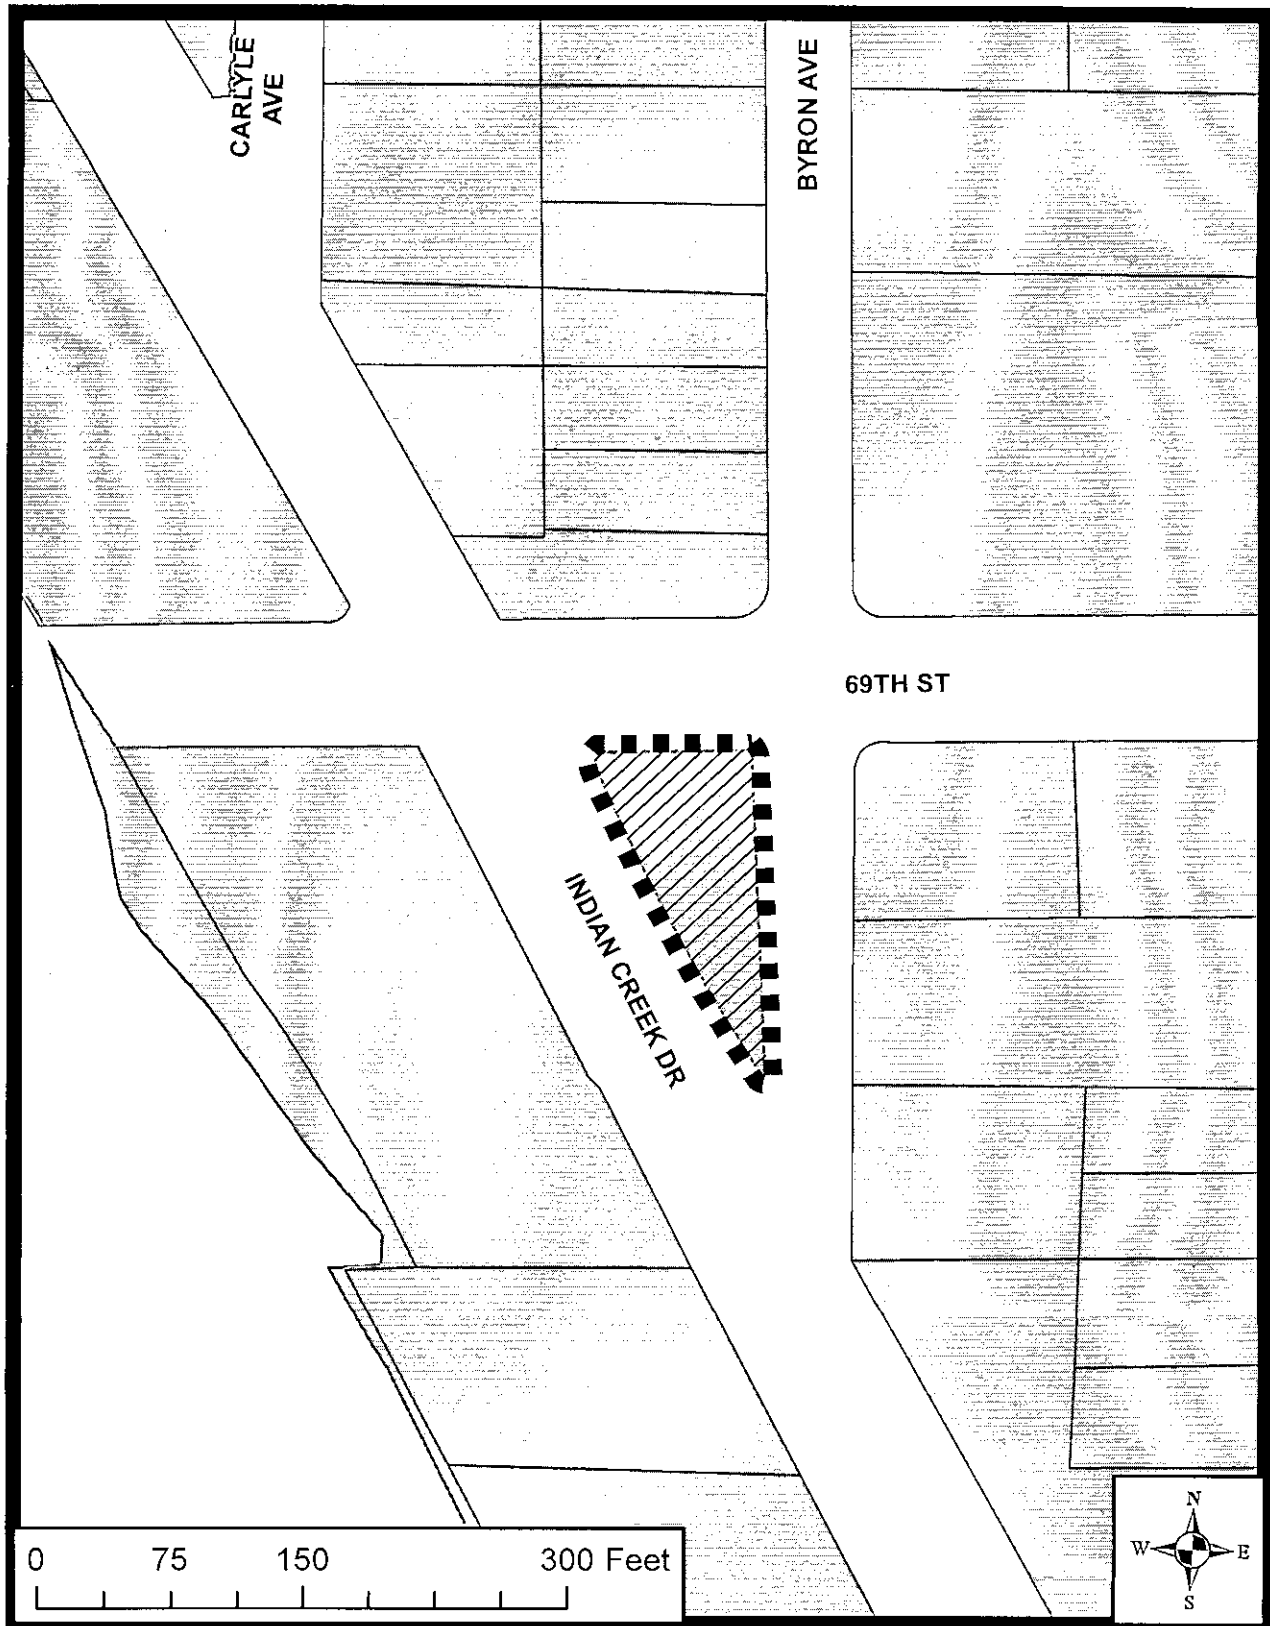 CARLYLE
AVE
BYRON AVE
69TH ST
INDIAN CREEK DR
0 75 150 300 Feet
N
W E
S